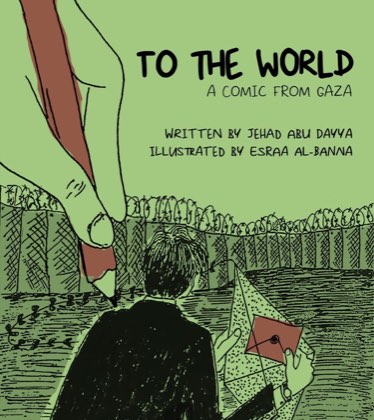 TO THE WORLD
A COMIC FROM GAZA
WRITTEN BY JEHAD ABU DAYYA
ILLUSTRATED BY ESRAA AL-BANNA